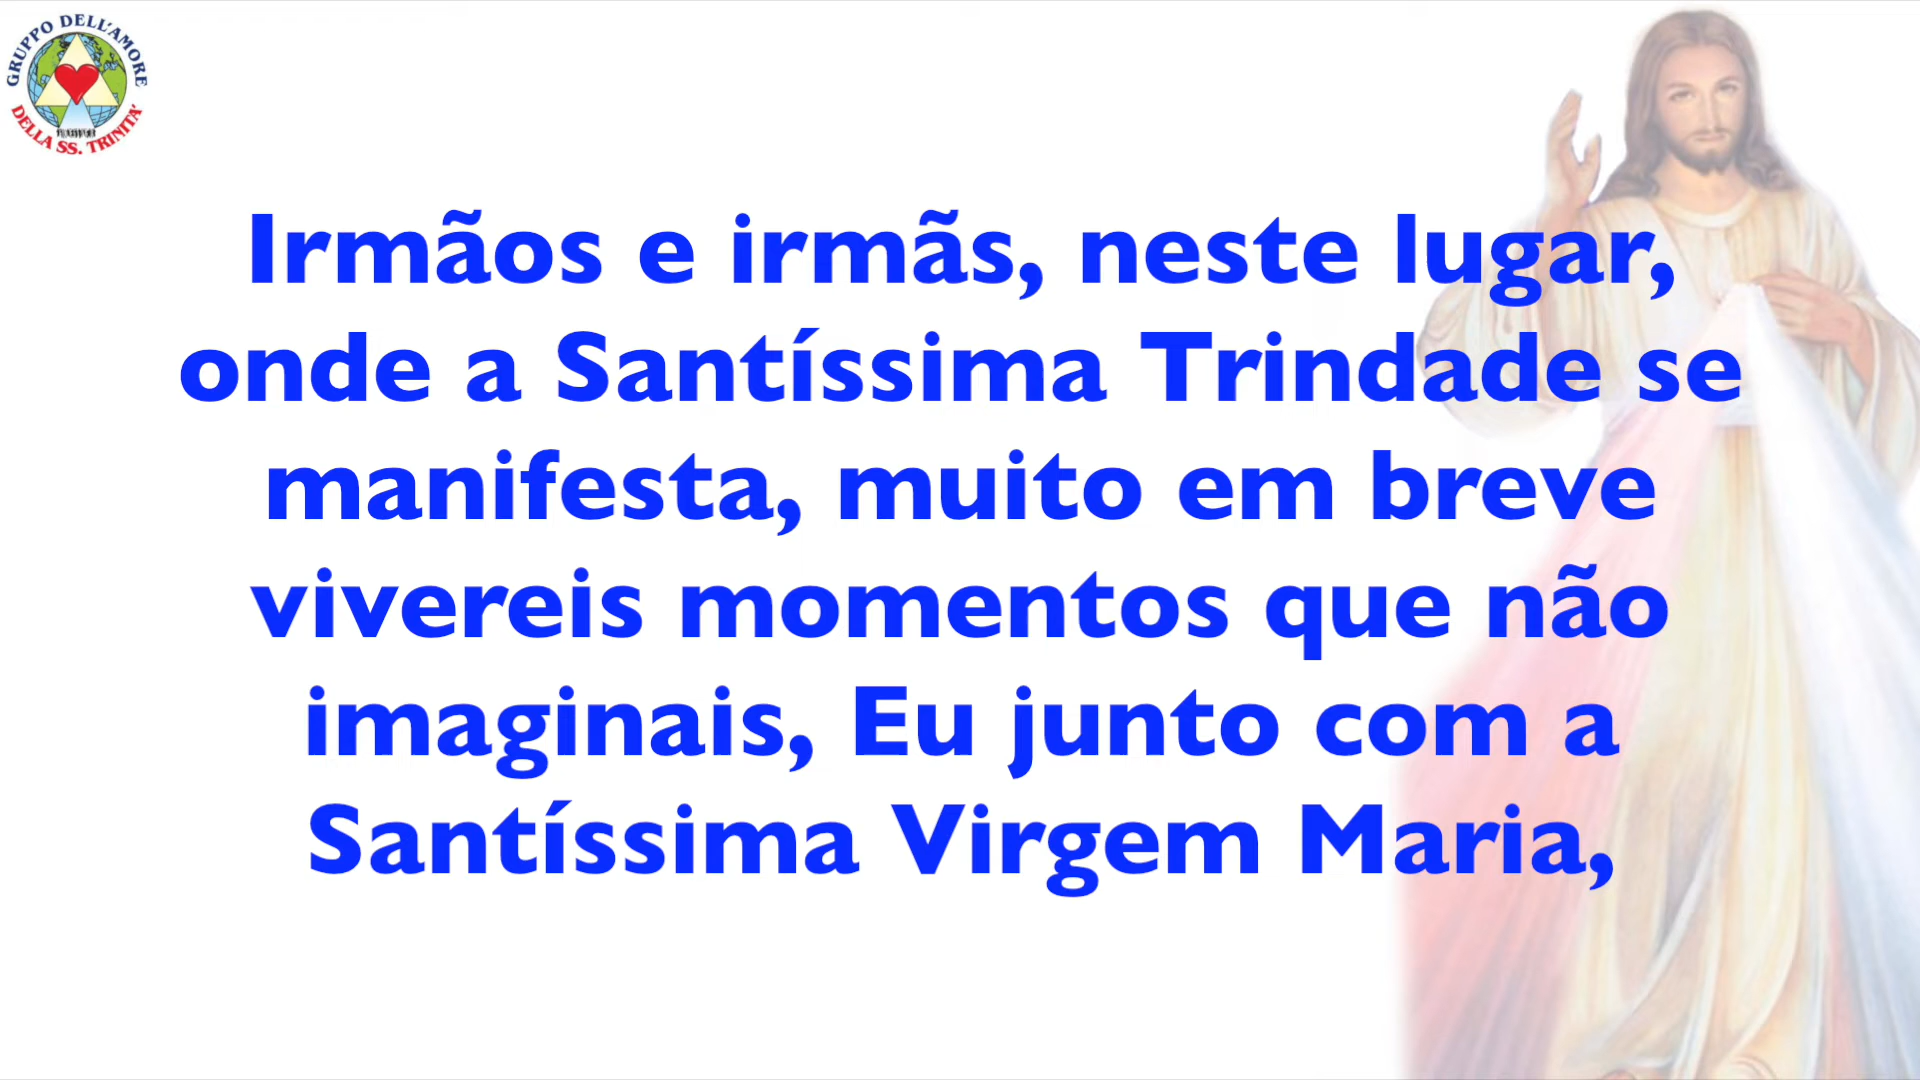 GRUPPO DELL'AMORE
DELLA SS. TRINITA'
Irmãos e irmãs, neste lugar,
onde a Santíssima Trindade se
manifesta, muito em breve
vivereis momentos que não
imaginais, Eu junto com a
Santíssima Virgem Maria,